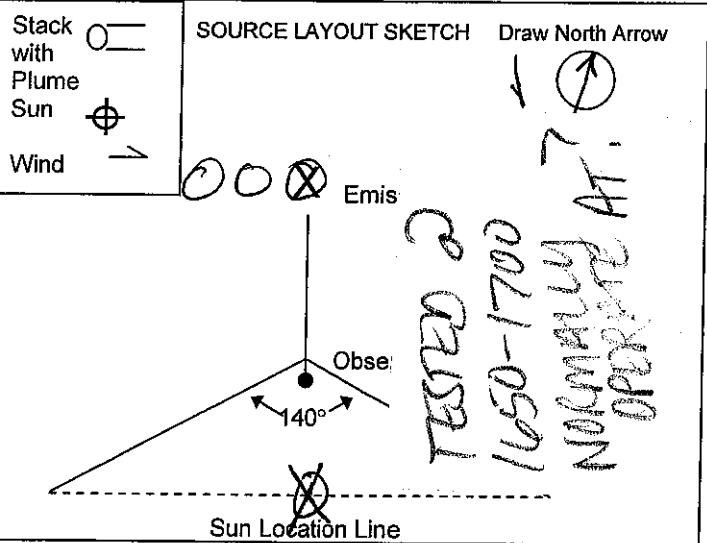 Stack
with
Plume
Sun
Wind
SOURCE LAYOUT SKETCH
Draw North Arrow
Emis
Obse
140°
Sun Location Line
TESTED @
1650-1700
NORMALLY
OPERATE AT?